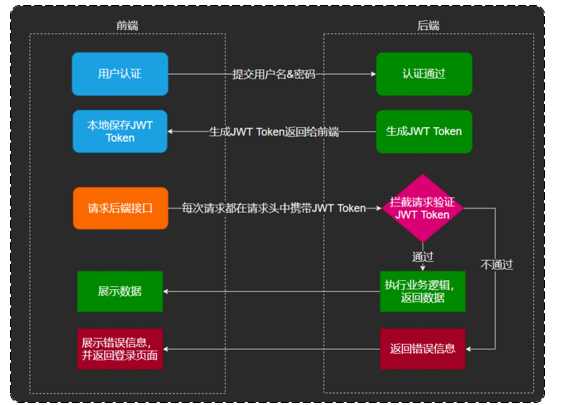 前端
后端
用户认证
提交用户名&密码
认证通过
本地保存JWT
Token
生成JWT Token返回给前端
生成JWT Token
请求后端接口
每次请求都在请求头中携带JWT Token
拦截请求验证
JWT Token
通过
不通过
展示数据
执行业务逻辑，
返回数据
展示错误信息，
并返回登录页面
返回错误信息